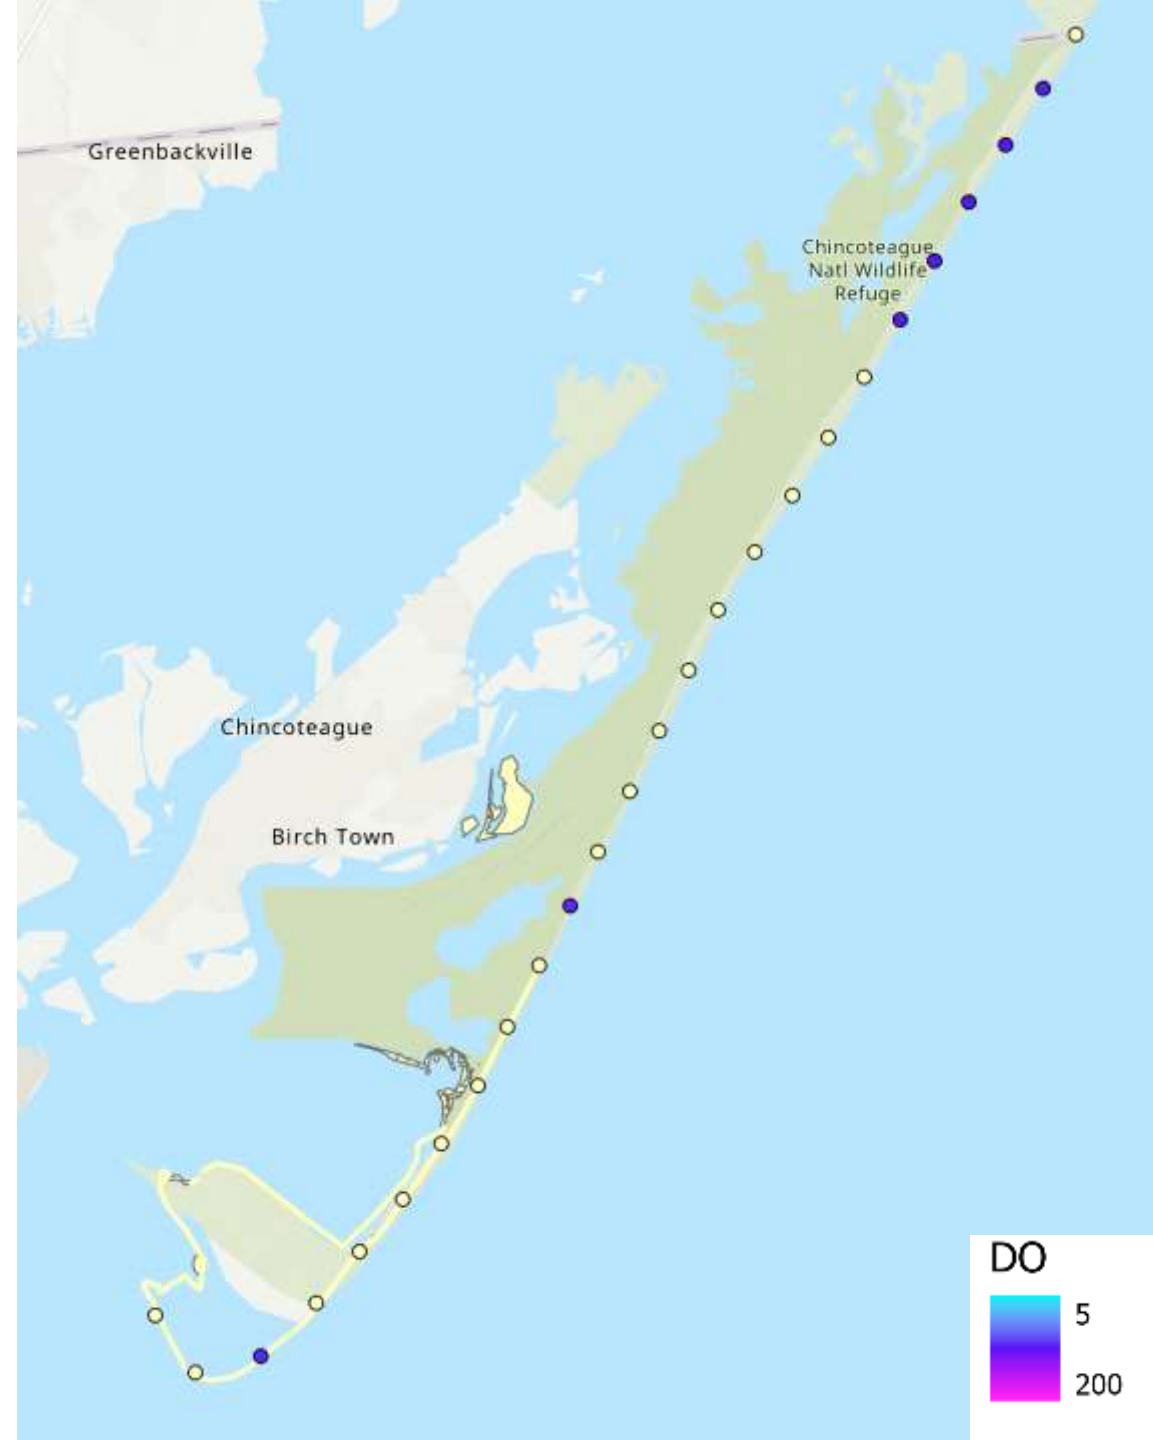 Greenbackville
Chincoteague
Natl Wildlife
Refuge
Chincoteague
Birch Town
DO
5
200